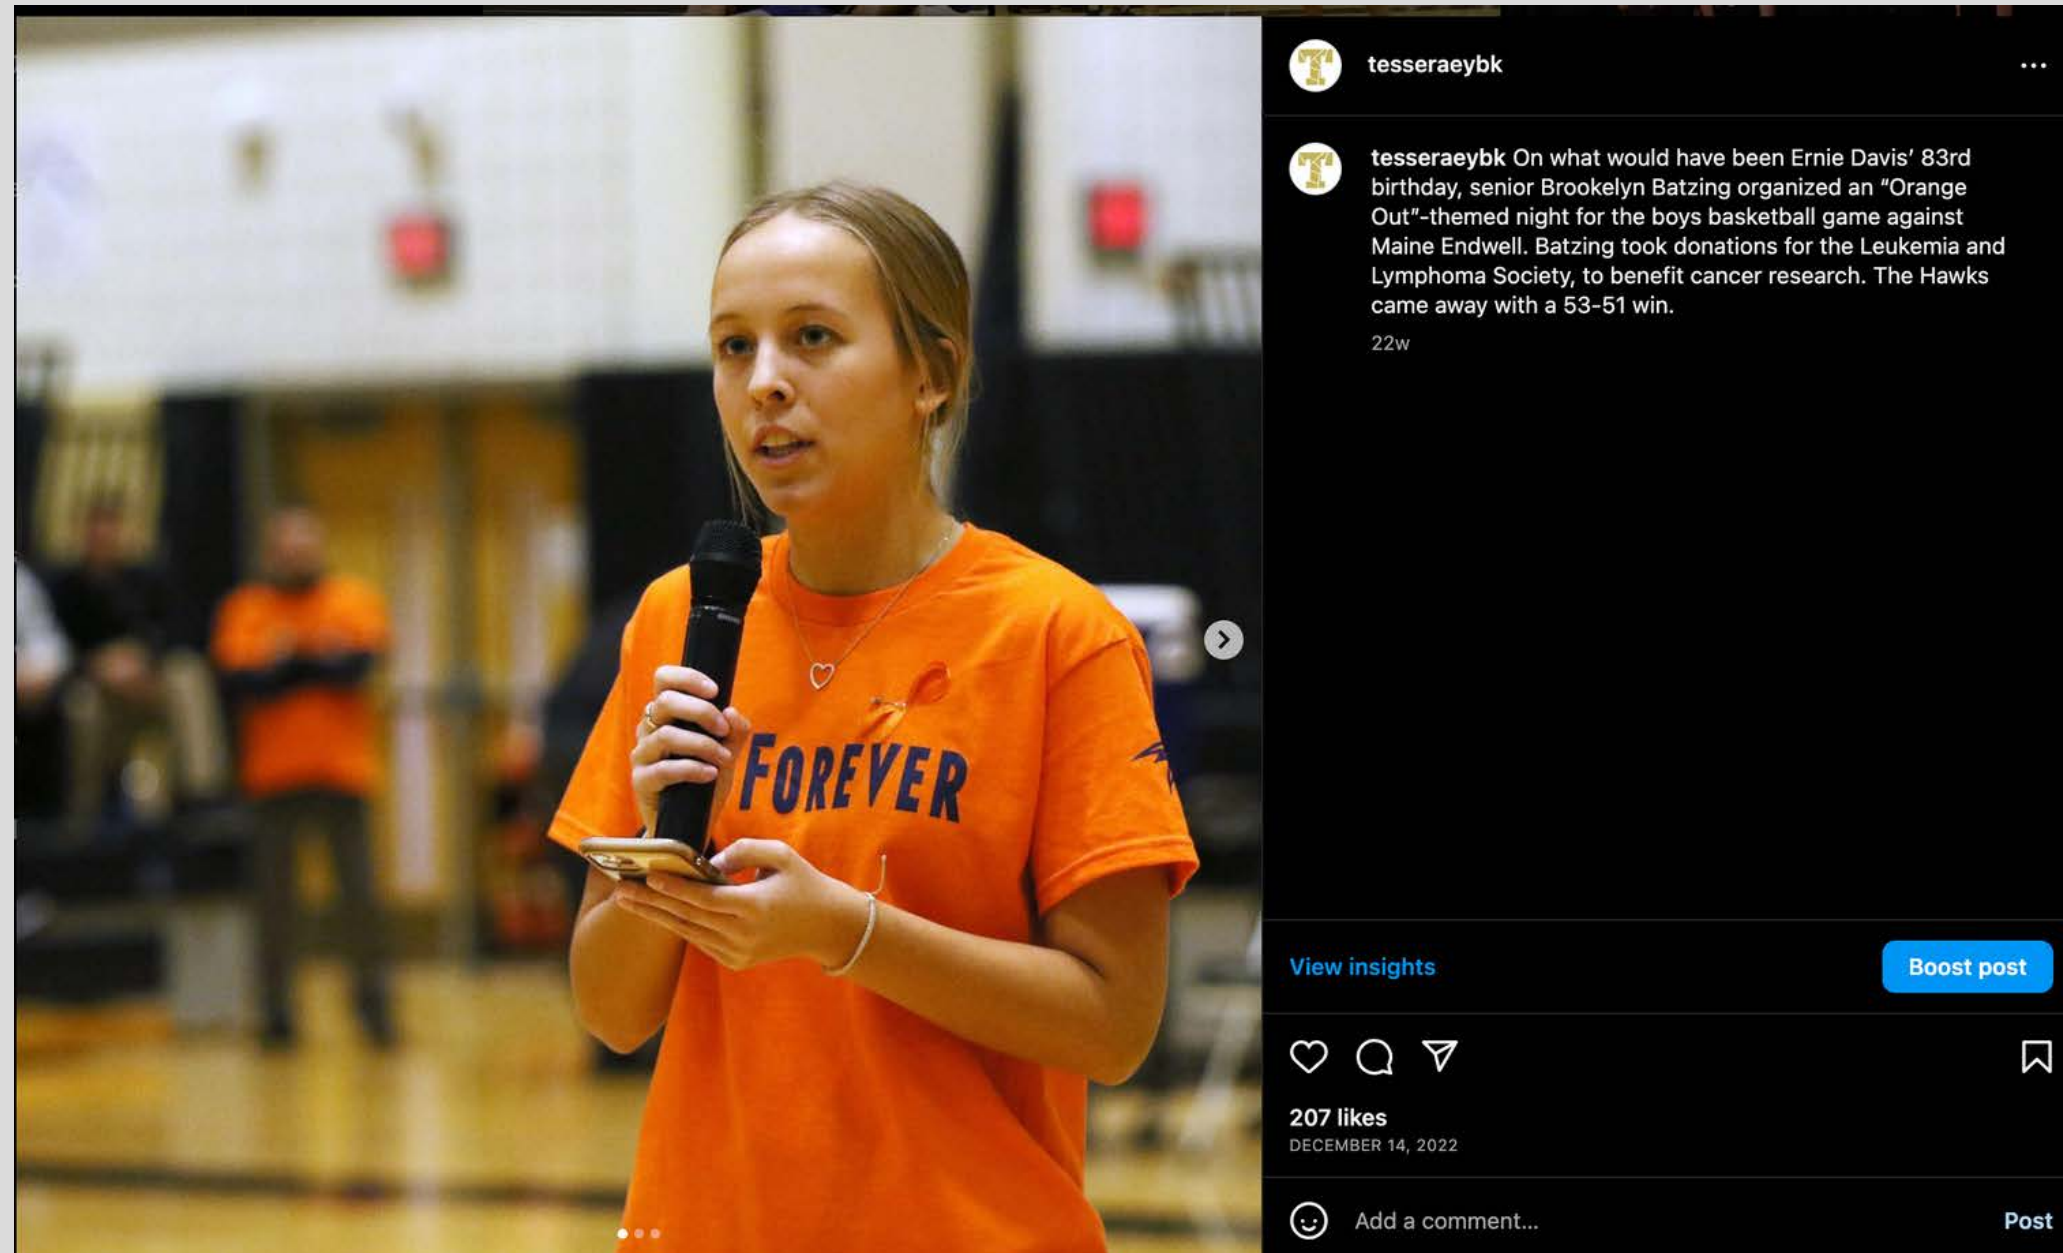 FOREVER
tesseraeybk
tesseraeybk On what would have been Ernie Davis’ 83rd
birthday, senior Brookelyn Batzing organized an “Orange
Out”-themed night for the boys basketball game against
Maine Endwell. Batzing took donations for the Leukemia and
Lymphoma Society, to benefit cancer research. The Hawks
came away with a 53-51 win.
22w
View insights
Boost post
207 likes
DECEMBER 14, 2022
Add a comment...
Post